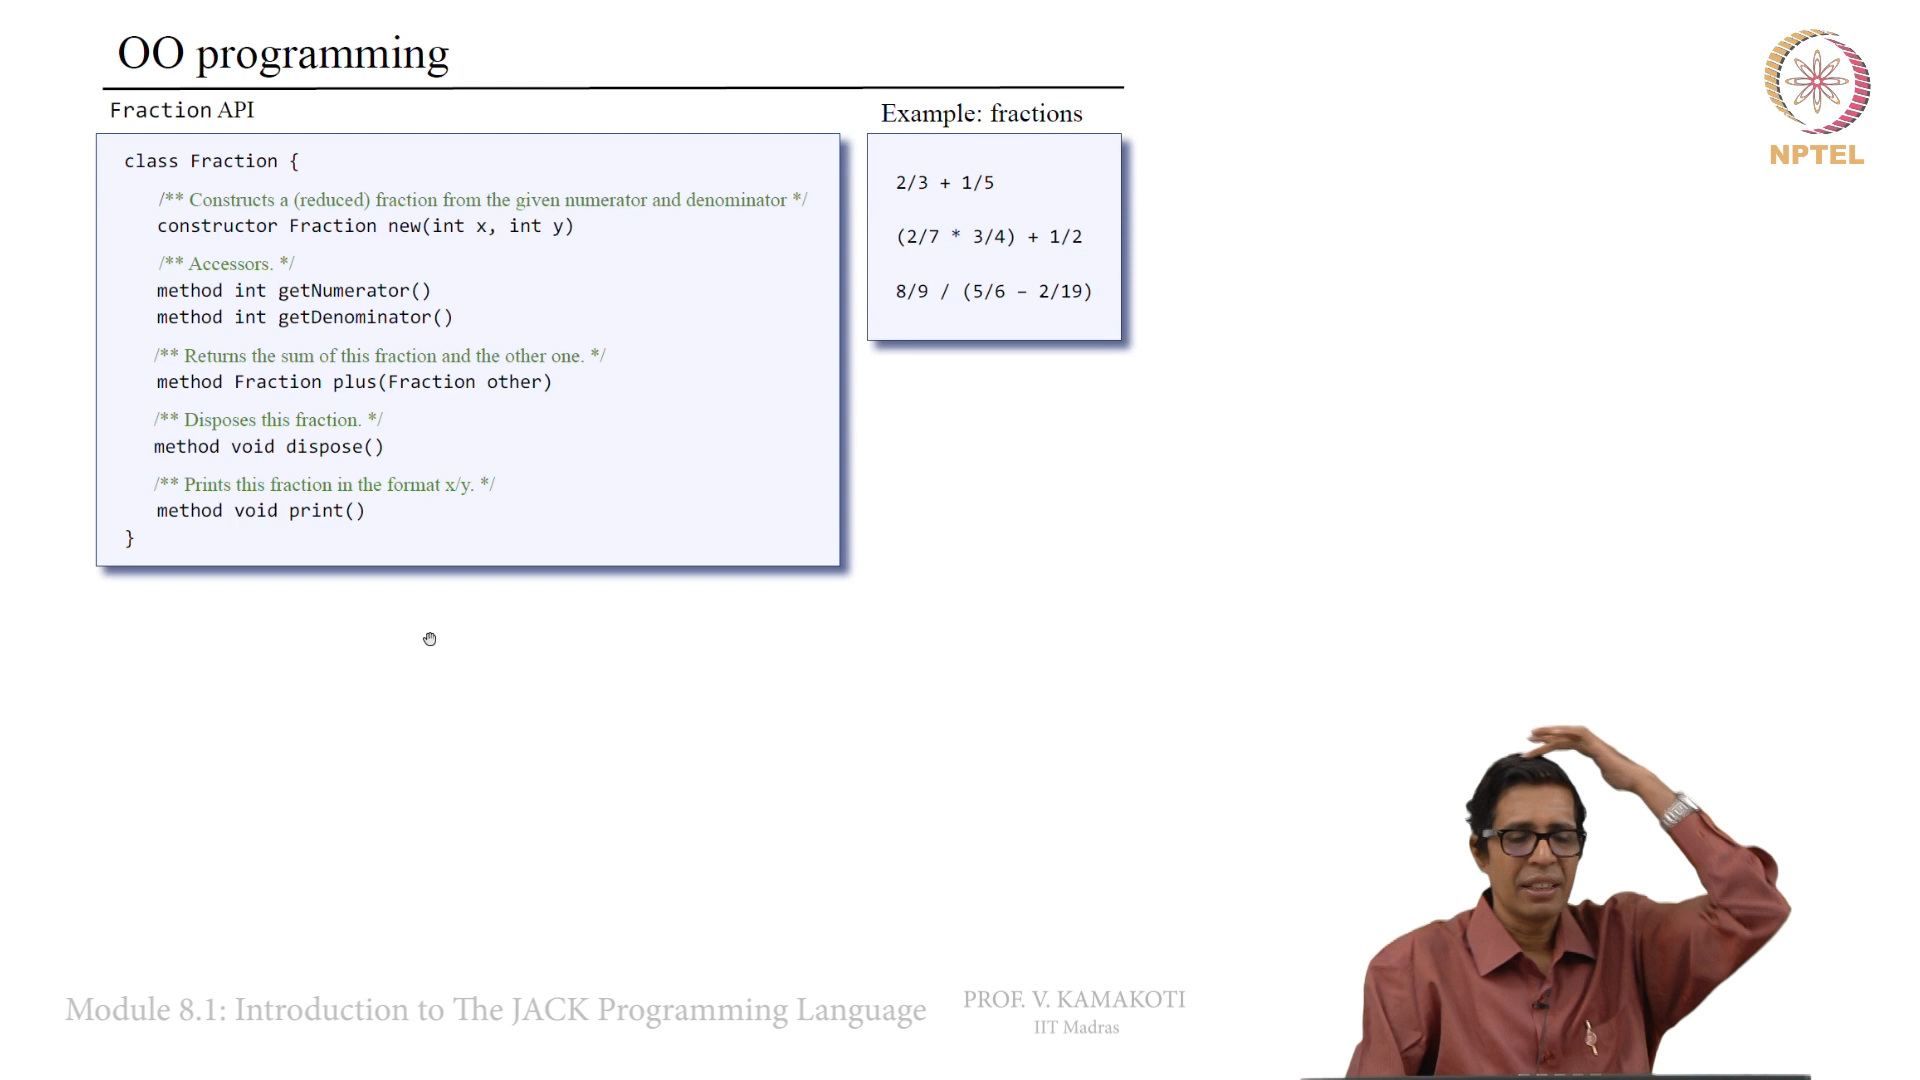 OO programming
Fraction API
class Fraction {
/** Constructs a (reduced) fraction from the given numerator and denominator */
constructor Fraction new(int x, int y)
/** Accessors. */
method int getNumerator()
method int getDenominator()
/** Returns the sum of this fraction and the other one. */
method Fraction plus(Fraction other)
/** Disposes this fraction. */
method void dispose()
/** Prints this fraction in the format x/y. */
method void print()
}
Example: fractions
2/3 + 1/5
(2/7 * 3/4) + 1/2
8/9 / (5/6 – 2/19)
NPTEL
Module 8.1: Introduction to The JACK Programming Language
PROF. V. KAMAKOTI
IIT Madras